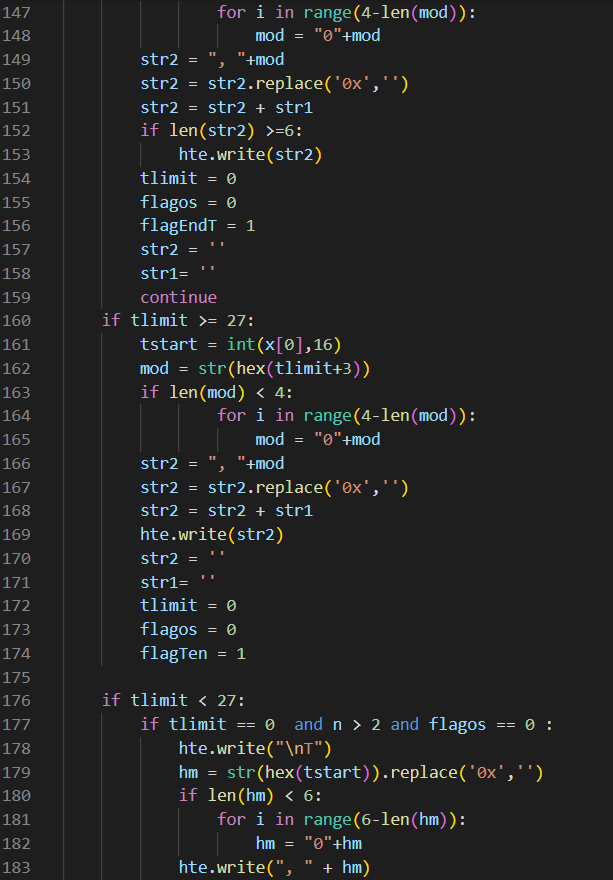 147 for i in range(4-len(mod)):
148 mod = "0"+mod
149 str2 = ", "+mod
150 str2 = str2.replace('0x','')
151 str2 = str2 + str1
152 if len(str2) >=6:
153 hte.write(str2)
154 tlimit = 0
155 flagos = 0
156 flagEndT = 1
157 str2 = ''
158 str1= ''
159 continue
160 if tlimit >= 27:
161 tstart = int(x[0],16)
162 mod = str(hex(tlimit+3))
163 if len(mod) < 4:
164 for i in range(4-len(mod)):
165 mod = "0"+mod
166 str2 = ", "+mod
167 str2 = str2.replace('0x','')
168 str2 = str2 + str1
169 hte.write(str2)
170 str2 = ''
171 str1= ''
172 tlimit = 0
173 flagos = 0
174 flagTen = 1
175
176 if tlimit < 27:
177 if tlimit == 0  and n > 2 and flagos == 0 :
178 hte.write("\nT")
179 hm = str(hex(tstart)).replace('0x','')
180 if len(hm) < 6:
181 for i in range(6-len(hm)):
182 hm = "0"+hm
183 hte.write(", " + hm)